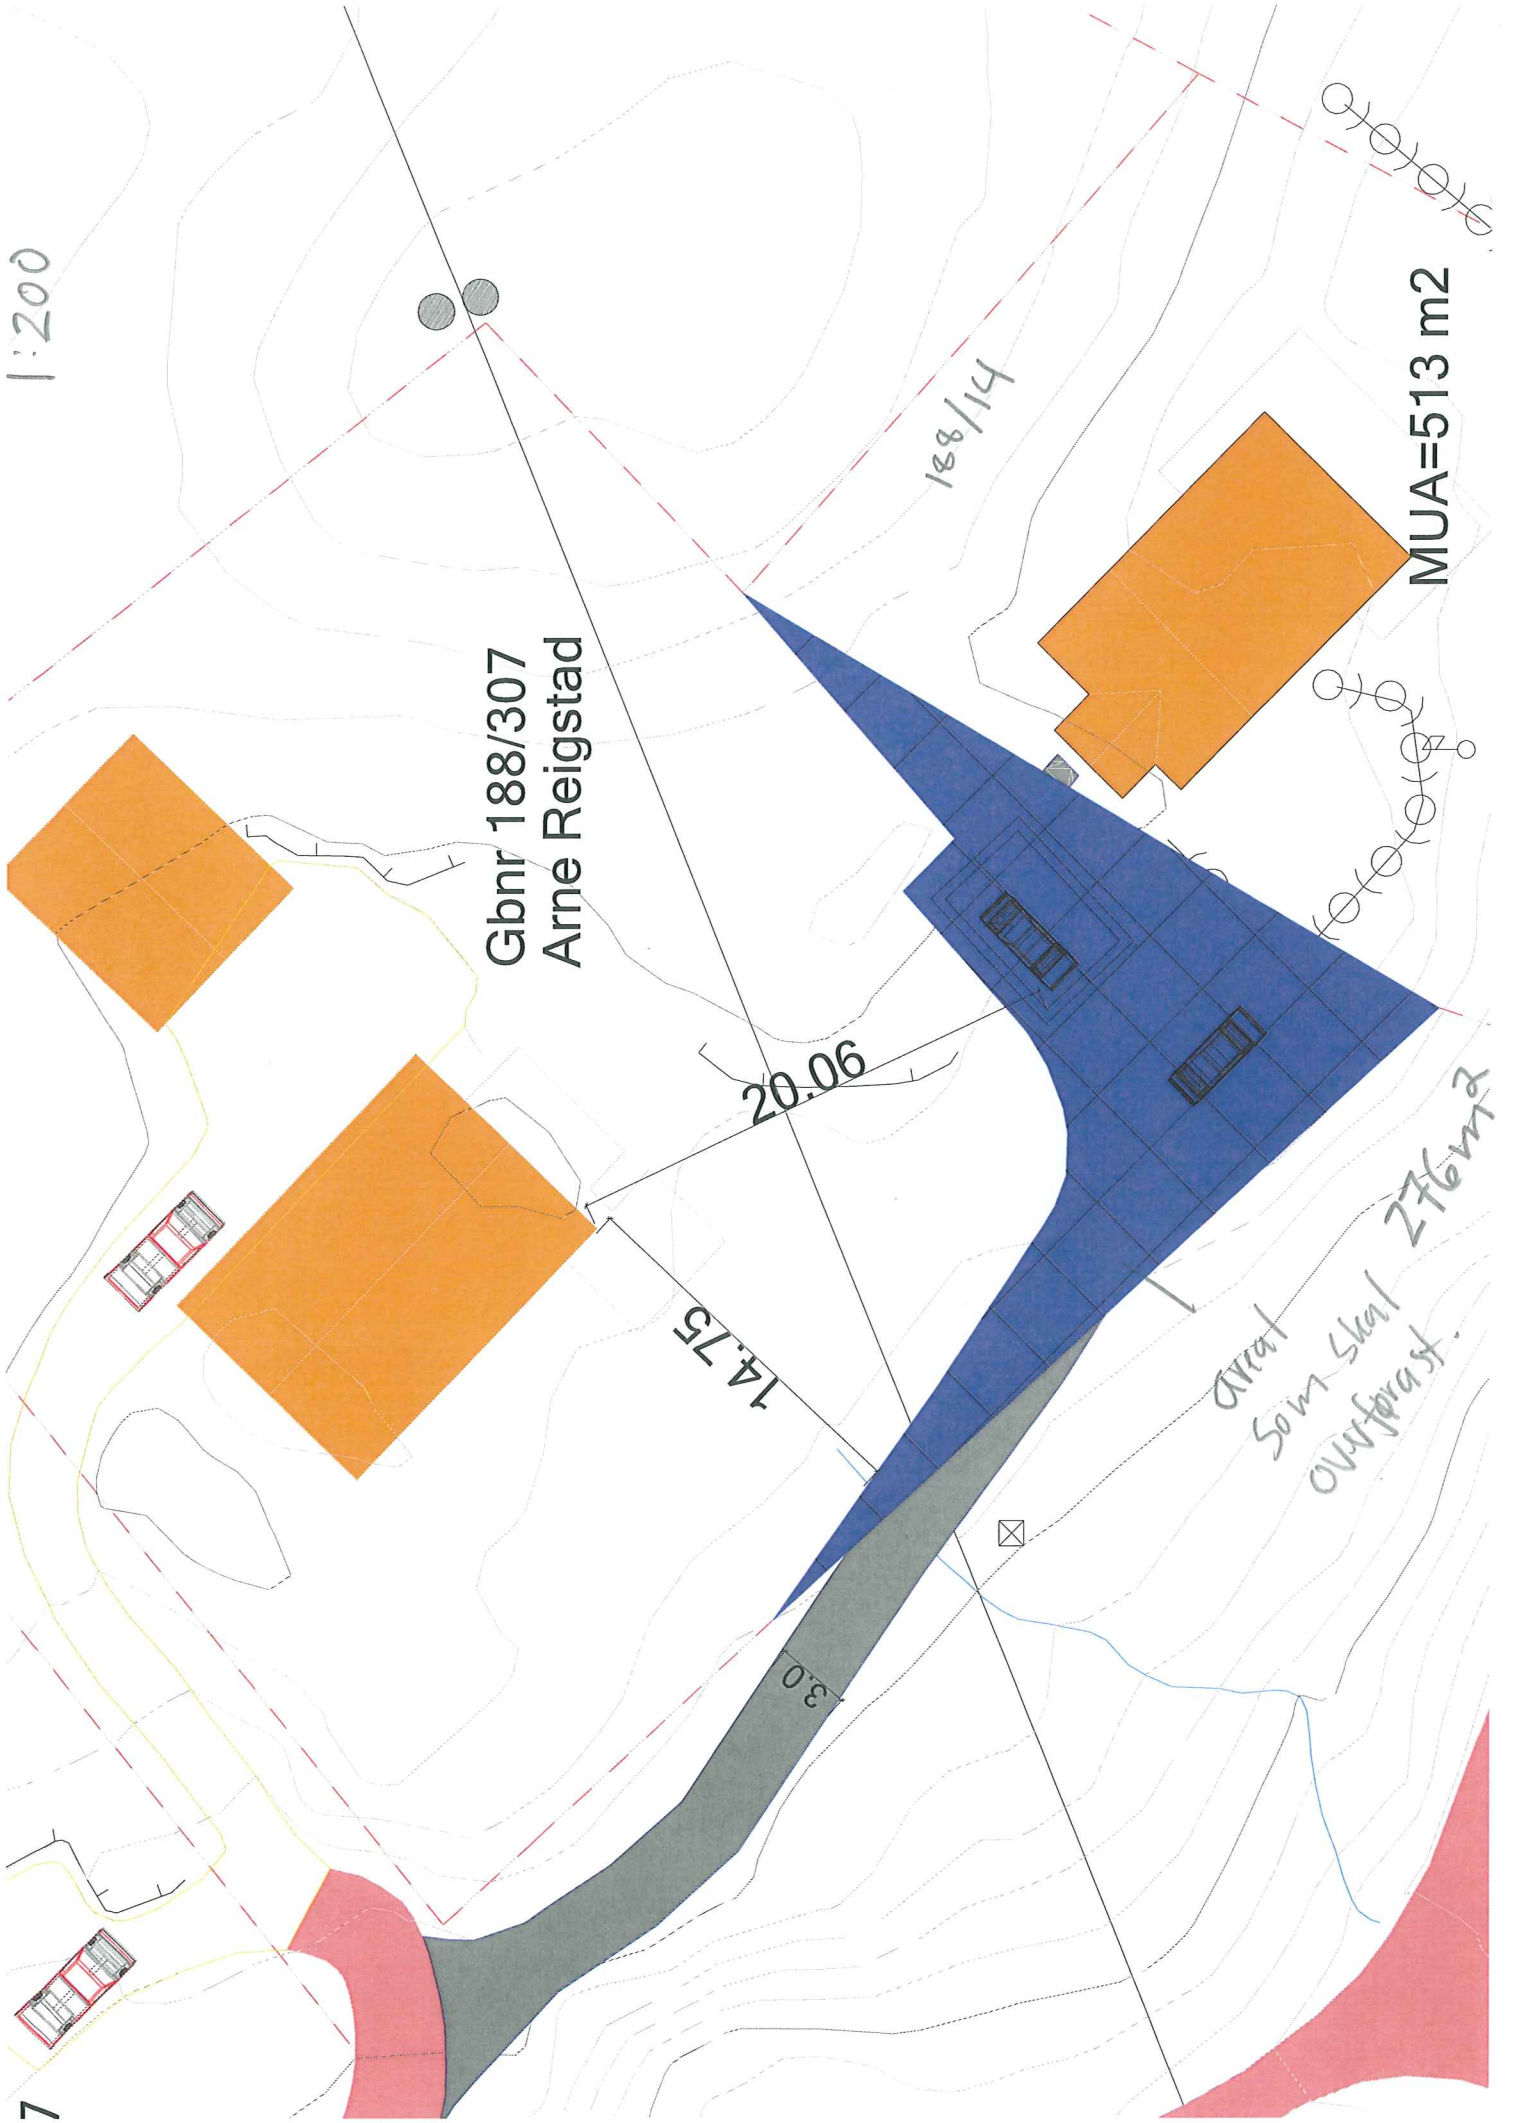 1:200
Gbnr 188/307
Arne Reigstad
188/14
MUA=513 m2
20.06
14.75
3.0
areal 276m2
som skal
overføres.
7